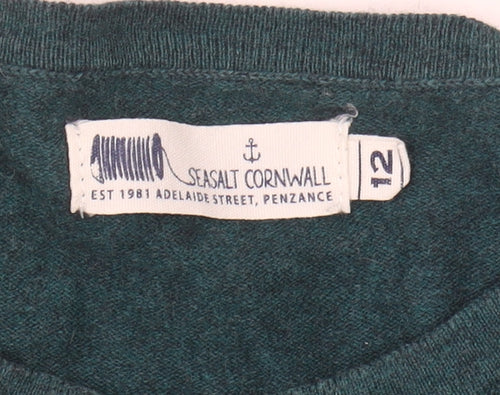 SEASALT CORNWALL
EST 1981 ADELAIDE STREET, PENZANCE
12